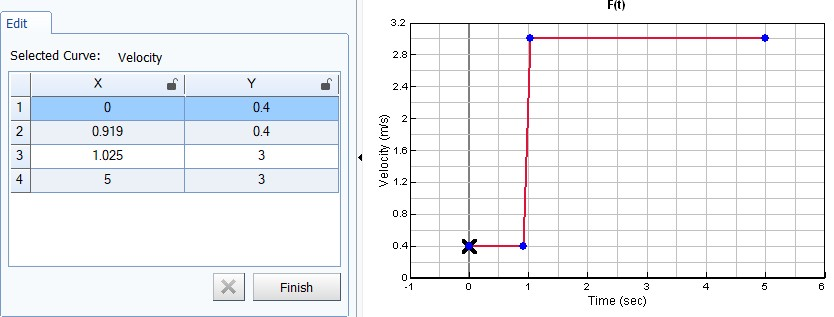 Edit
Selected Curve: Velocity
X Y
1 0 0.4
2 0.919 0.4
3 1.025 3
4 5 3
Finish
F(t)
3.2
2.8
2.4
2
1.6
1.2
0.8
0.4
0
Velocity (m/s)
-1 0 1 2 3 4 5 6
Time (sec)